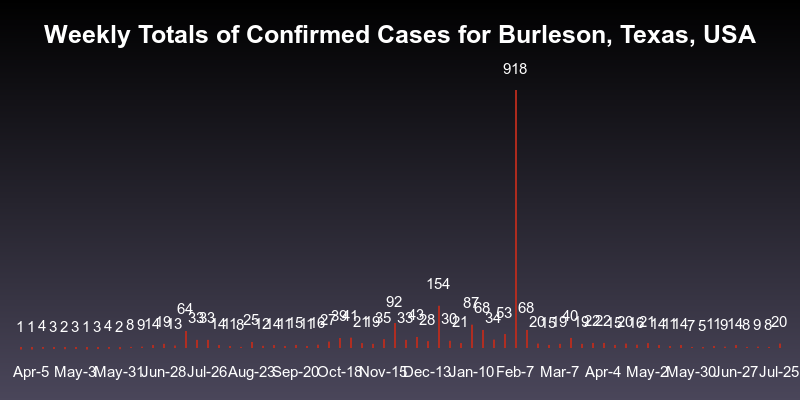 Weekly Totals of Confirmed Cases for Burleson, Texas, USA
1 1 4 3 2 3 1 3 4 2 8 9 14 19 13 64 33 33 14 11 8 25 12 14 11 15 11 16 27 39 41 21 19 35 92 33 43 28 154 30 21 87 68 34 53 918 68 20 15 19 40 19 22 22 15 20 16 21 14 11 14 7 5 11 9 14 8 9 8 20
Apr-5 May-3 May-31 Jun-28 Jul-26 Aug-23 Sep-20 Oct-18 Nov-15 Dec-13 Jan-10 Feb-7 Mar-7 Apr-4 May-2 May-30 Jun-27 Jul-25